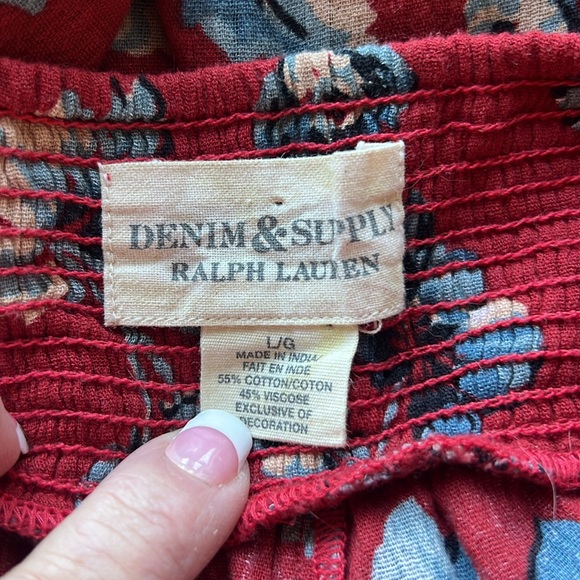 DENIM & SUPPLY
RALPH LAUREN
L/G
MADE IN INDIA
FAIT EN INDE
55% COTTON/COTON
45% VISCOSE
EXCLUSIVE OF
DECORATION